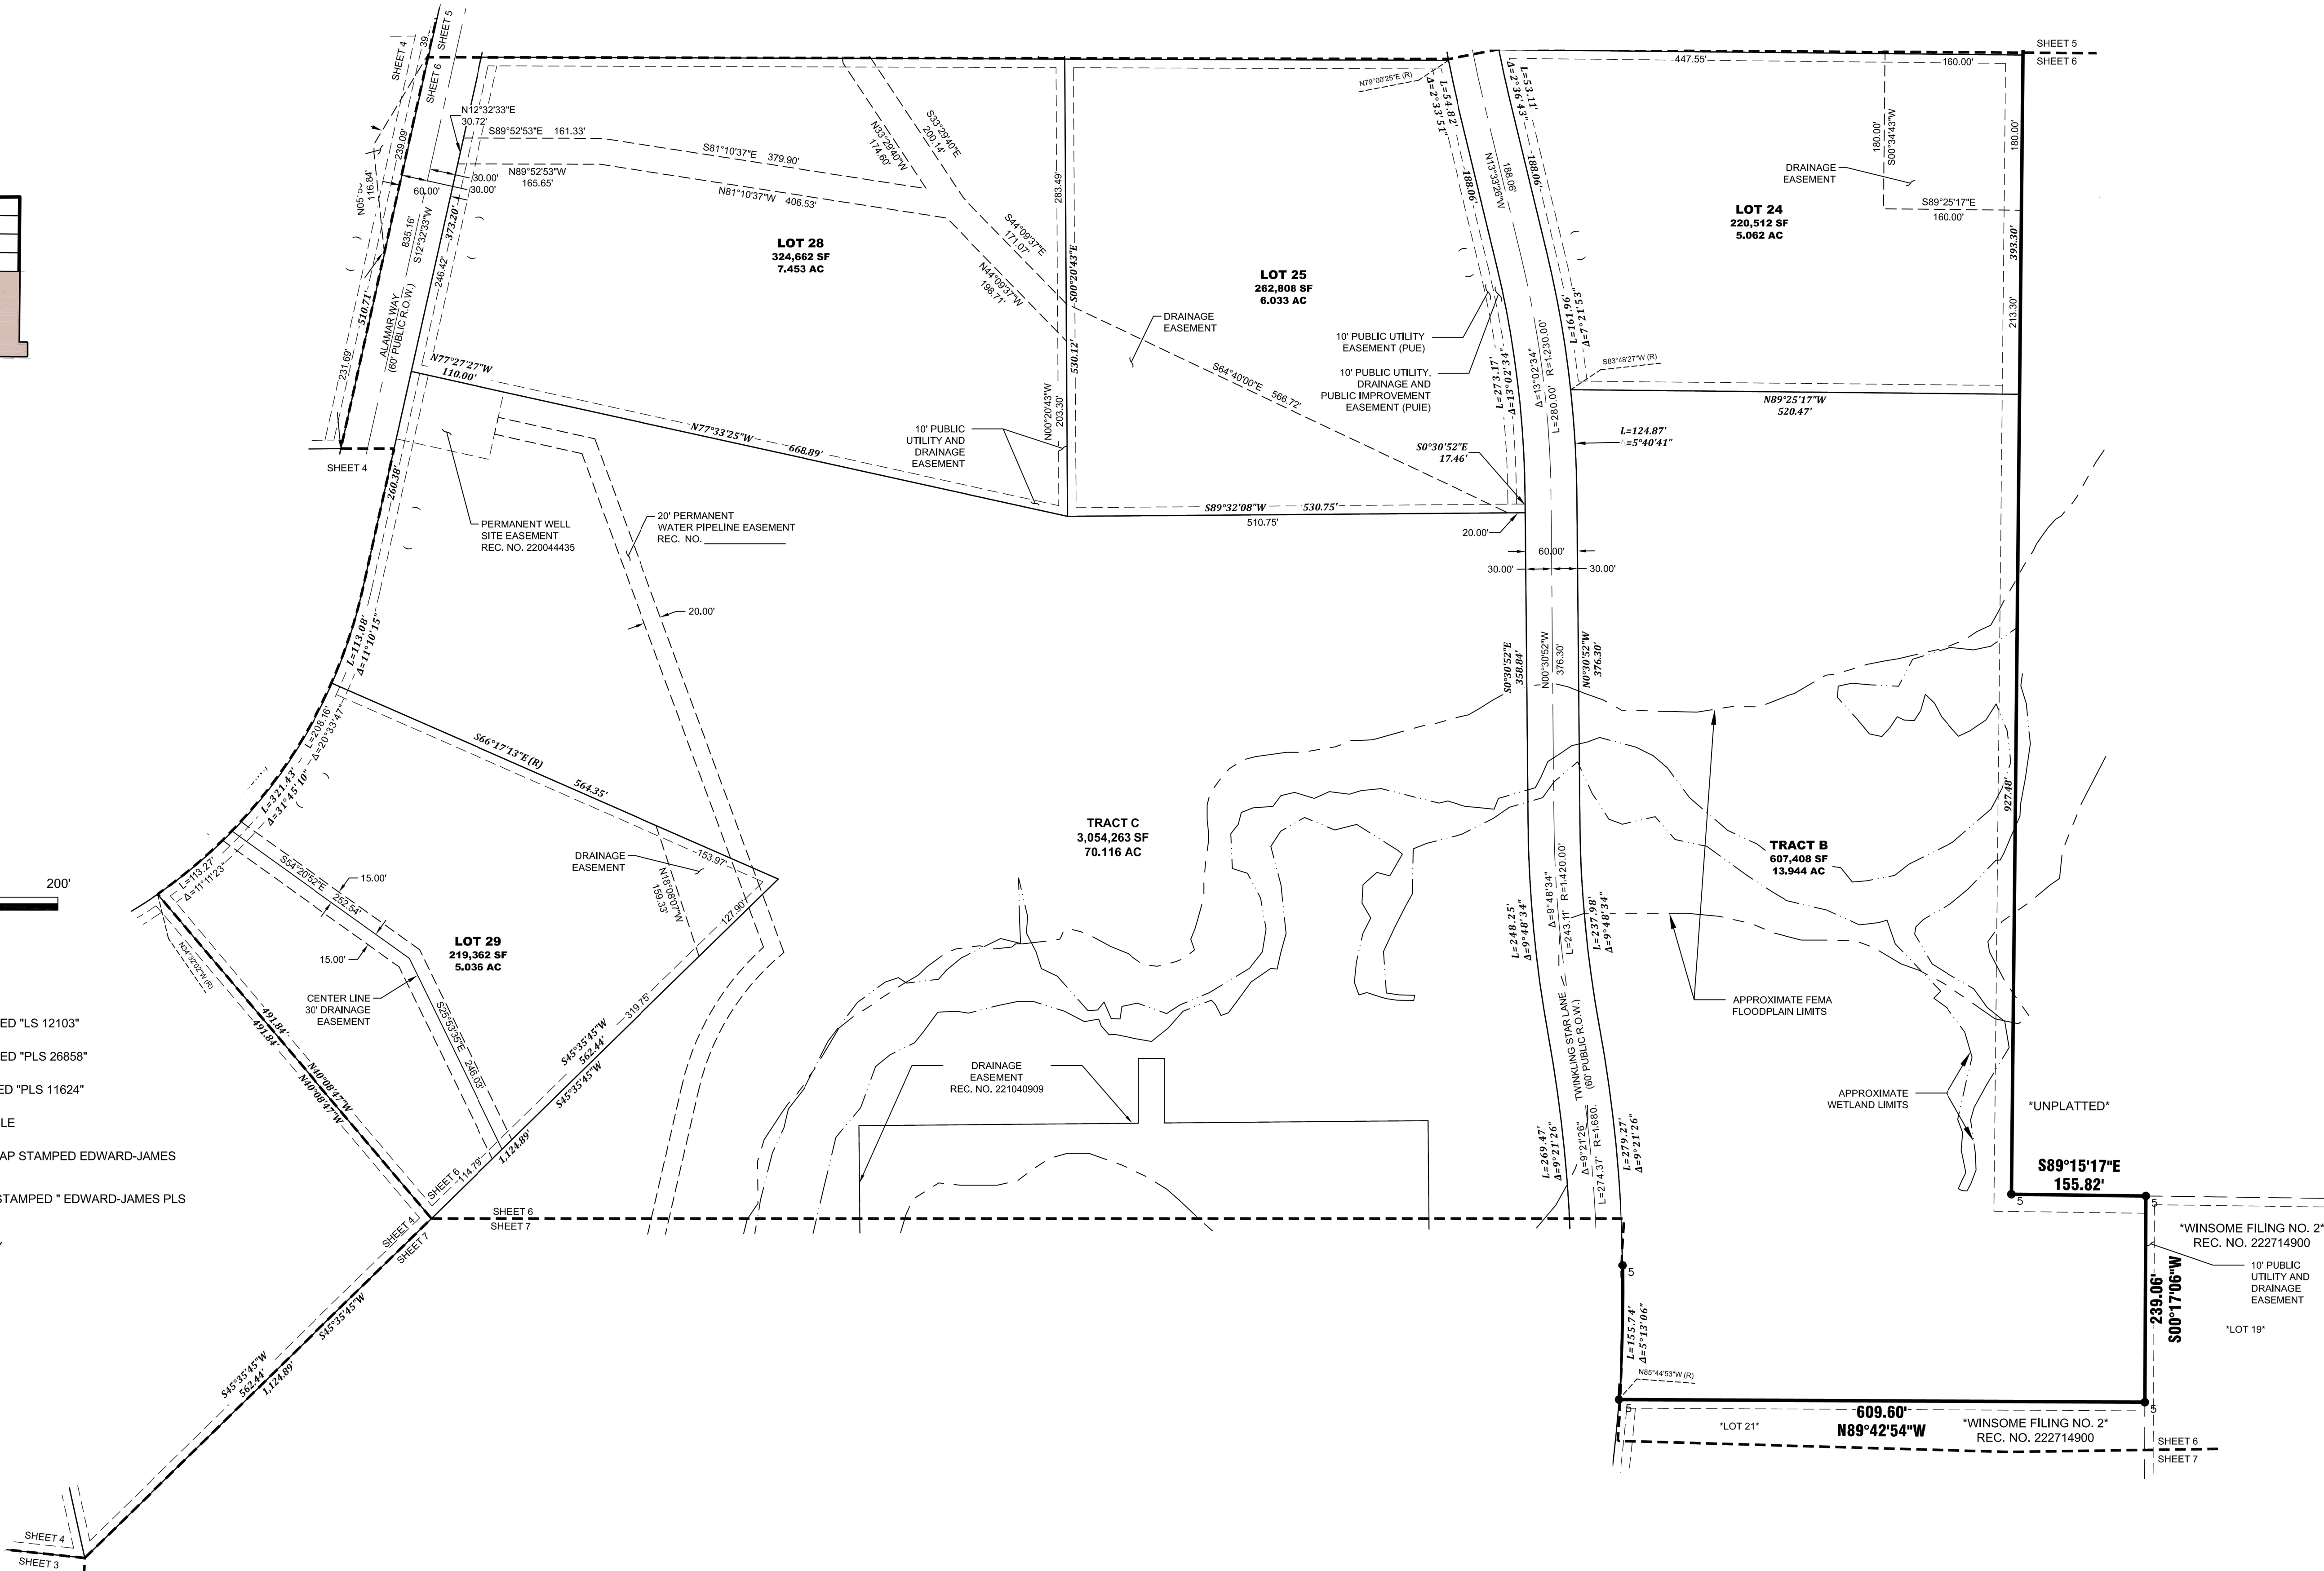 SHEET 5
SHEET 6
SHEET 4
39.
SHEET 5
SHEET 6
239.09'
116.84'
N12°32'33"E
30.72'
S89°52'53"E 161.33'
S81°10'37"E 379.90'
N89°52'53"W
165.65'
N81°10'37"W 406.53'
30.00'
30.00'
60.00'
835.16'
S12°32'33"W
373.20'
246.42'
510.71'
231.69'
ALAMAR WAY
(60' PUBLIC R.O.W.)
N33°29'40"W
174.60'
S33°29'40"E
200.14'
S44°09'37"E
171.07'
N44°09'37"W
198.71'
LOT 28
324,662 SF
7.453 AC
283.49'
S00°20'43"E
530.12'
N00°20'43"W
203.30'
N77°27'27"W
110.00'
N77°33'25"W
668.89'
10' PUBLIC
UTILITY AND
DRAINAGE
EASEMENT
LOT 25
262,808 SF
6.033 AC
DRAINAGE
EASEMENT
S64°40'00"E
566.72'
10' PUBLIC UTILITY
EASEMENT (PUE)
10' PUBLIC UTILITY,
DRAINAGE AND
PUBLIC IMPROVEMENT
EASEMENT (PUIE)
S0°30'52"E
17.46'
S89°32'08"W 530.75'
510.75'
20.00'
N79°00'25"E (R)
L=54.82'
Δ=2°33'51"
L=53.11'
Δ=2°36'43"
188.06'
N13°33'26"W
188.06'
188.06'
L=273.17'
Δ=13°02'34"
Δ=13°02'34"
L=280.00' R=1,230.00'
L=161.96'
Δ=7°21'53"
447.55'
160.00'
180.00'
S00°34'43"W
180.00'
DRAINAGE
EASEMENT
S89°25'17"E
160.00'
LOT 24
220,512 SF
5.062 AC
393.30'
213.30'
S83°48'27"W (R)
N89°25'17"W
520.47'
L=124.87'
=5°40'41"
60.00'
30.00'
30.00'
SHEET 4
260.38'
PERMANENT WELL
SITE EASEMENT
REC. NO. 220044435
20' PERMANENT
WATER PIPELINE EASEMENT
REC. NO.
20.00'
L=113.08'
Δ=11°10'15"
L=208.16'
Δ=20°33'47"
L=321.43'
Δ=31°45'10"
L=113.27'
Δ=11°11'23"
S66°17'13"E (R)
564.35'
153.97'
DRAINAGE
EASEMENT
N18°08'07"W
159.33'
127.90'
S54°20'52"E
252.54'
15.00'
15.00'
LOT 29
219,362 SF
5.036 AC
N34°32'02"W (R)
CENTER LINE
30' DRAINAGE
EASEMENT
S25°53'35"E
246.03'
491.84'
491.84'
N40°08'47"W
N40°08'47"W
319.75'
S45°35'45"W
562.44'
S45°35'45"W
1,124.89'
114.79'
SHEET 6
SHEET 4
SHEET 7
SHEET 6
SHEET 7
S0°30'52"E
358.84'
N00°30'52"W
376.30'
N0°30'52"W
376.30'
TRACT C
3,054,263 SF
70.116 AC
TRACT B
607,408 SF
13.944 AC
927.48'
L=248.25'
Δ=9°48'34"
Δ=9°48'34"
L=243.11' R=1,420.00'
L=237.98'
Δ=9°48'34"
TWINKLING STAR LANE
(60' PUBLIC R.O.W.)
L=269.47'
Δ=9°21'26"
Δ=9°21'26"
L=274.37' R=1,680.
L=279.27'
Δ=9°21'26"
APPROXIMATE FEMA
FLOODPLAIN LIMITS
APPROXIMATE
WETLAND LIMITS
DRAINAGE
EASEMENT
REC. NO. 221040909
*UNPLATTED*
S89°15'17"E
155.82'
5
5
*WINSOME FILING NO. 2*
REC. NO. 222714900
10' PUBLIC
UTILITY AND
DRAINAGE
EASEMENT
239.06'
S00°17'06"W
*LOT 19*
5
L=155.74'
Δ=5°13'06"
N85°44'53"W (R)
5
5
609.60'
N89°42'54"W
*LOT 21*
*WINSOME FILING NO. 2*
REC. NO. 222714900
SHEET 6
SHEET 7
200'
ED "LS 12103"
ED "PLS 26858"
ED "PLS 11624"
LE
AP STAMPED EDWARD-JAMES
STAMPED " EDWARD-JAMES PLS
S45°35'45"W
S45°35'45"W
562.44'
1,124.89'
SHEET 4
SHEET 3